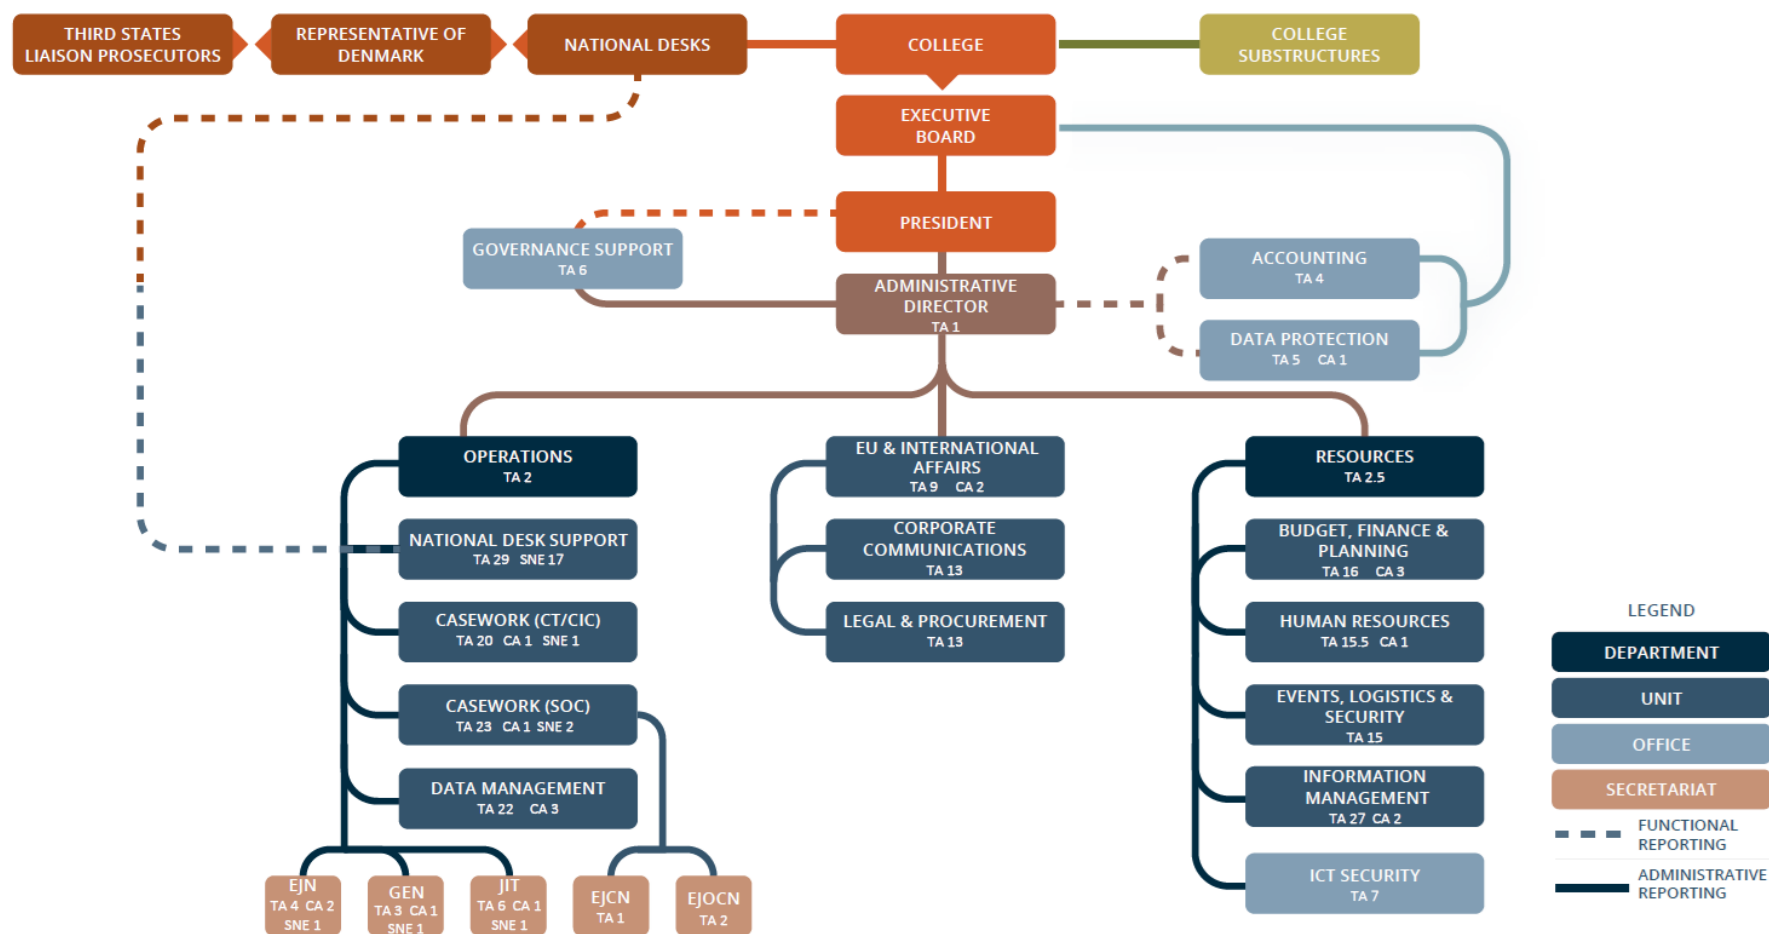 THIRD STATES
LIAISON PROSECUTORS
REPRESENTATIVE OF
DENMARK
NATIONAL DESKS
COLLEGE
COLLEGE
SUBSTRUCTURES
EXECUTIVE
BOARD
PRESIDENT
GOVERNANCE SUPPORT
TA 6
ADMINISTRATIVE
DIRECTOR
TA 1
ACCOUNTING
TA 4
DATA PROTECTION
TA 5 CA 1
OPERATIONS
TA 2
NATIONAL DESK SUPPORT
TA 29 SNE 17
CASEWORK (CT/CIC)
TA 20 CA 1 SNE 1
CASEWORK (SOC)
TA 23 CA 1 SNE 2
DATA MANAGEMENT
TA 22 CA 3
EJN
TA 4 CA 2
SNE 1
GEN
TA 3 CA 1
SNE 1
JIT
TA 6 CA 1
SNE 1
EJCN
TA 1
EJOCN
TA 2
EU & INTERNATIONAL
AFFAIRS
TA 9 CA 2
CORPORATE
COMMUNICATIONS
TA 13
LEGAL & PROCUREMENT
TA 13
RESOURCES
TA 2.5
BUDGET, FINANCE &
PLANNING
TA 16 CA 3
HUMAN RESOURCES
TA 15.5 CA 1
EVENTS, LOGISTICS &
SECURITY
TA 15
INFORMATION
MANAGEMENT
TA 27 CA 2
ICT SECURITY
TA 7
LEGEND
DEPARTMENT
UNIT
OFFICE
SECRETARIAT
FUNCTIONAL
REPORTING
ADMINISTRATIVE
REPORTING